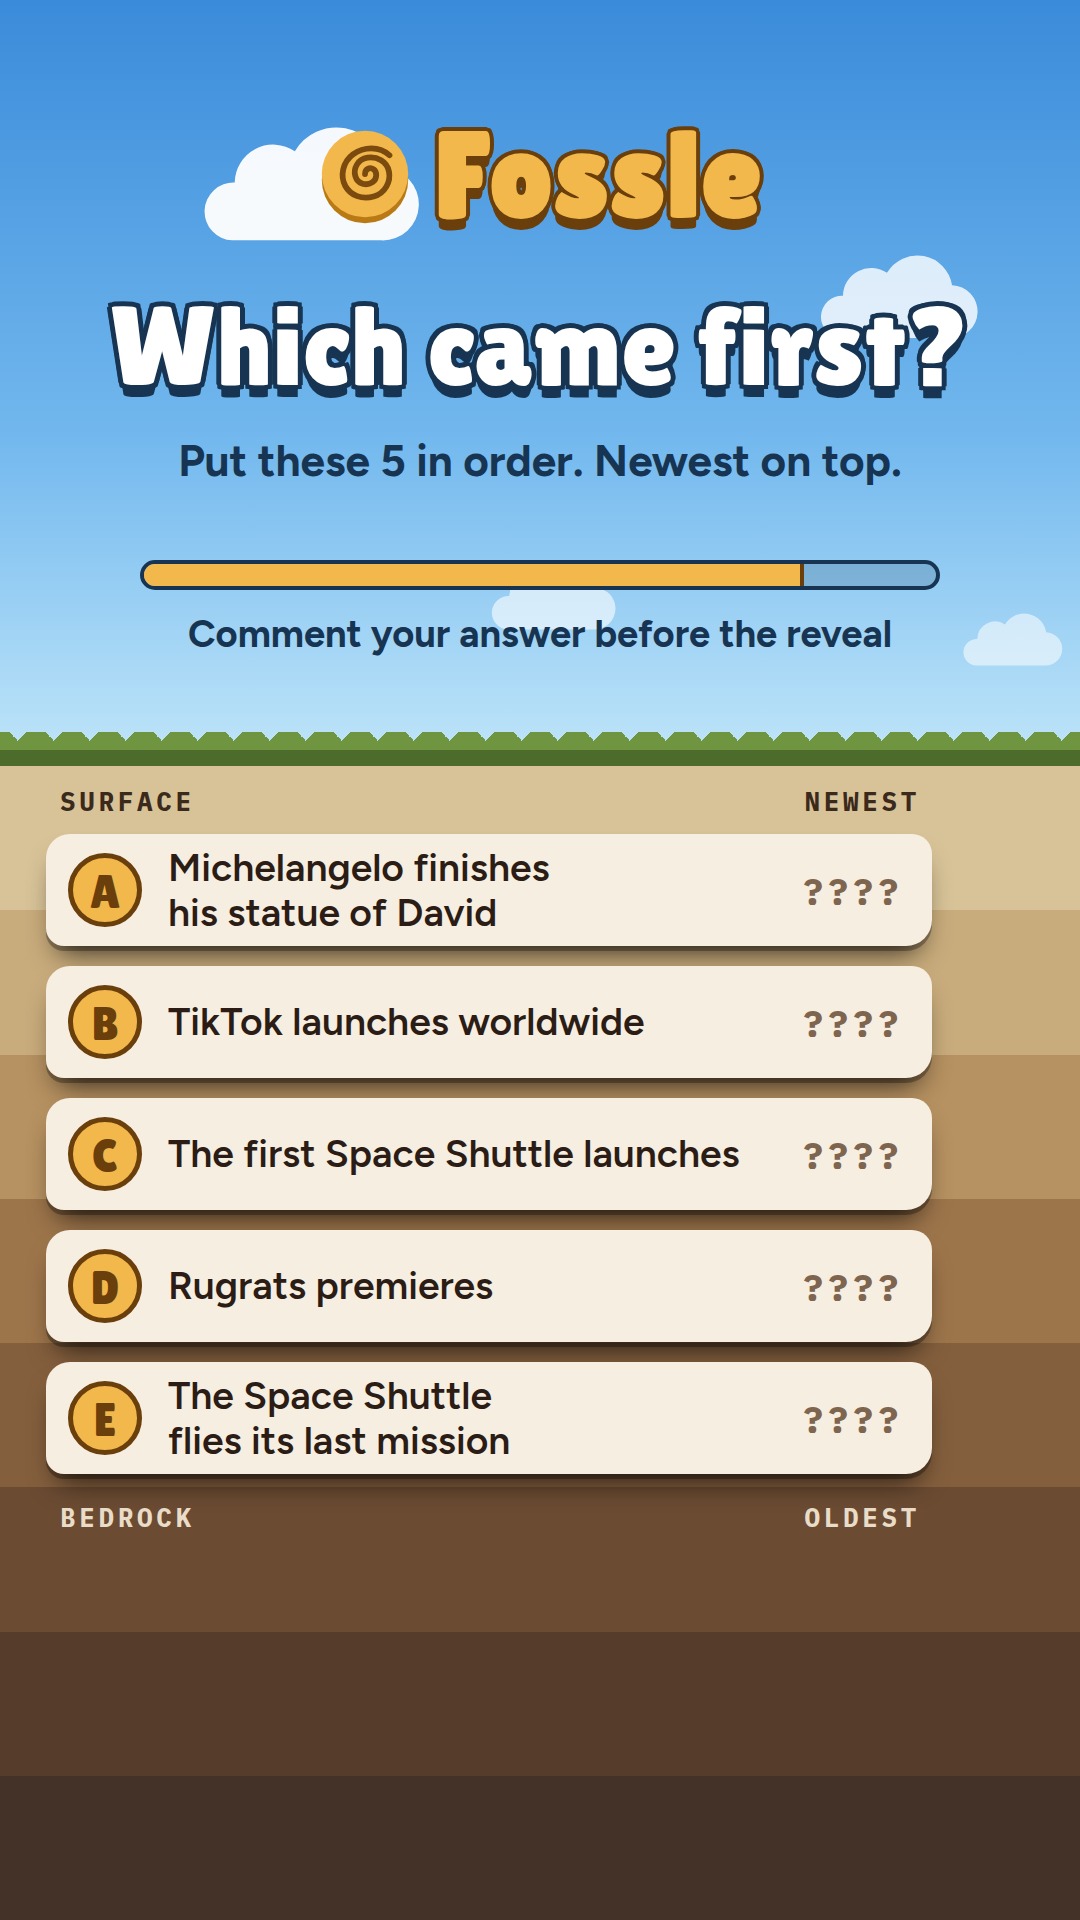 Fossle
Which came first?
Put these 5 in order. Newest on top.
Comment your answer before the reveal
SURFACE NEWEST
A Michelangelo finishes
his statue of David ????
B TikTok launches worldwide ????
C The first Space Shuttle launches ????
D Rugrats premieres ????
E The Space Shuttle
flies its last mission ????
BEDROCK OLDEST